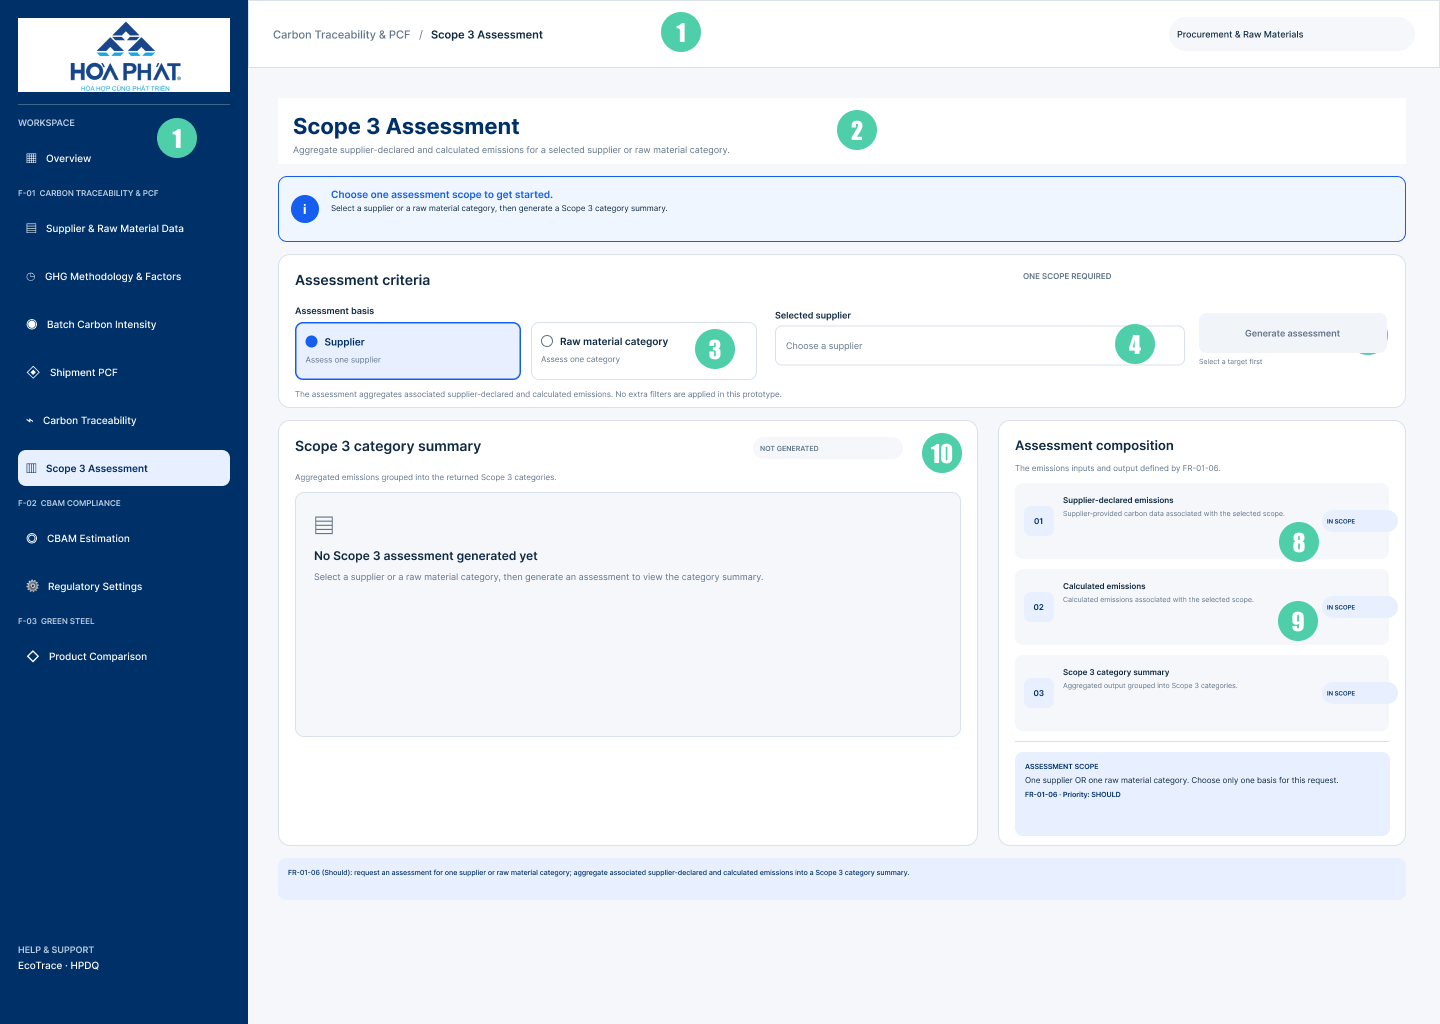 HÒA PHÁT
HÒA HỢP CÙNG PHÁT TRIỂN
WORKSPACE
1
Overview
F-01 CARBON TRACEABILITY & PCF
Supplier & Raw Material Data
GHG Methodology & Factors
Batch Carbon Intensity
Shipment PCF
Carbon Traceability
Scope 3 Assessment
F-02 CBAM COMPLIANCE
CBAM Estimation
Regulatory Settings
F-03 GREEN STEEL
Product Comparison
HELP & SUPPORT
EcoTrace · HPDQ
Carbon Traceability & PCF / Scope 3 Assessment
1
Procurement & Raw Materials
Scope 3 Assessment
2
Aggregate supplier-declared and calculated emissions for a selected supplier or raw material category.
i
Choose one assessment scope to get started.
Select a supplier or a raw material category, then generate a Scope 3 category summary.
Assessment criteria
ONE SCOPE REQUIRED
Assessment basis
Supplier
Assess one supplier
Raw material category
Assess one category
3
Selected supplier
Choose a supplier
4
Generate assessment
Select a target first
The assessment aggregates associated supplier-declared and calculated emissions. No extra filters are applied in this prototype.
Scope 3 category summary
NOT GENERATED
10
Aggregated emissions grouped into the returned Scope 3 categories.
No Scope 3 assessment generated yet
Select a supplier or a raw material category, then generate an assessment to view the category summary.
Assessment composition
The emissions inputs and output defined by FR-01-06.
01
Supplier-declared emissions
Supplier-provided carbon data associated with the selected scope.
IN SCOPE
8
02
Calculated emissions
Calculated emissions associated with the selected scope.
IN SCOPE
9
03
Scope 3 category summary
Aggregated output grouped into Scope 3 categories.
IN SCOPE
ASSESSMENT SCOPE
One supplier OR one raw material category. Choose only one basis for this request.
FR-01-06 · Priority: SHOULD
FR-01-06 (Should): request an assessment for one supplier or raw material category; aggregate associated supplier-declared and calculated emissions into a Scope 3 category summary.